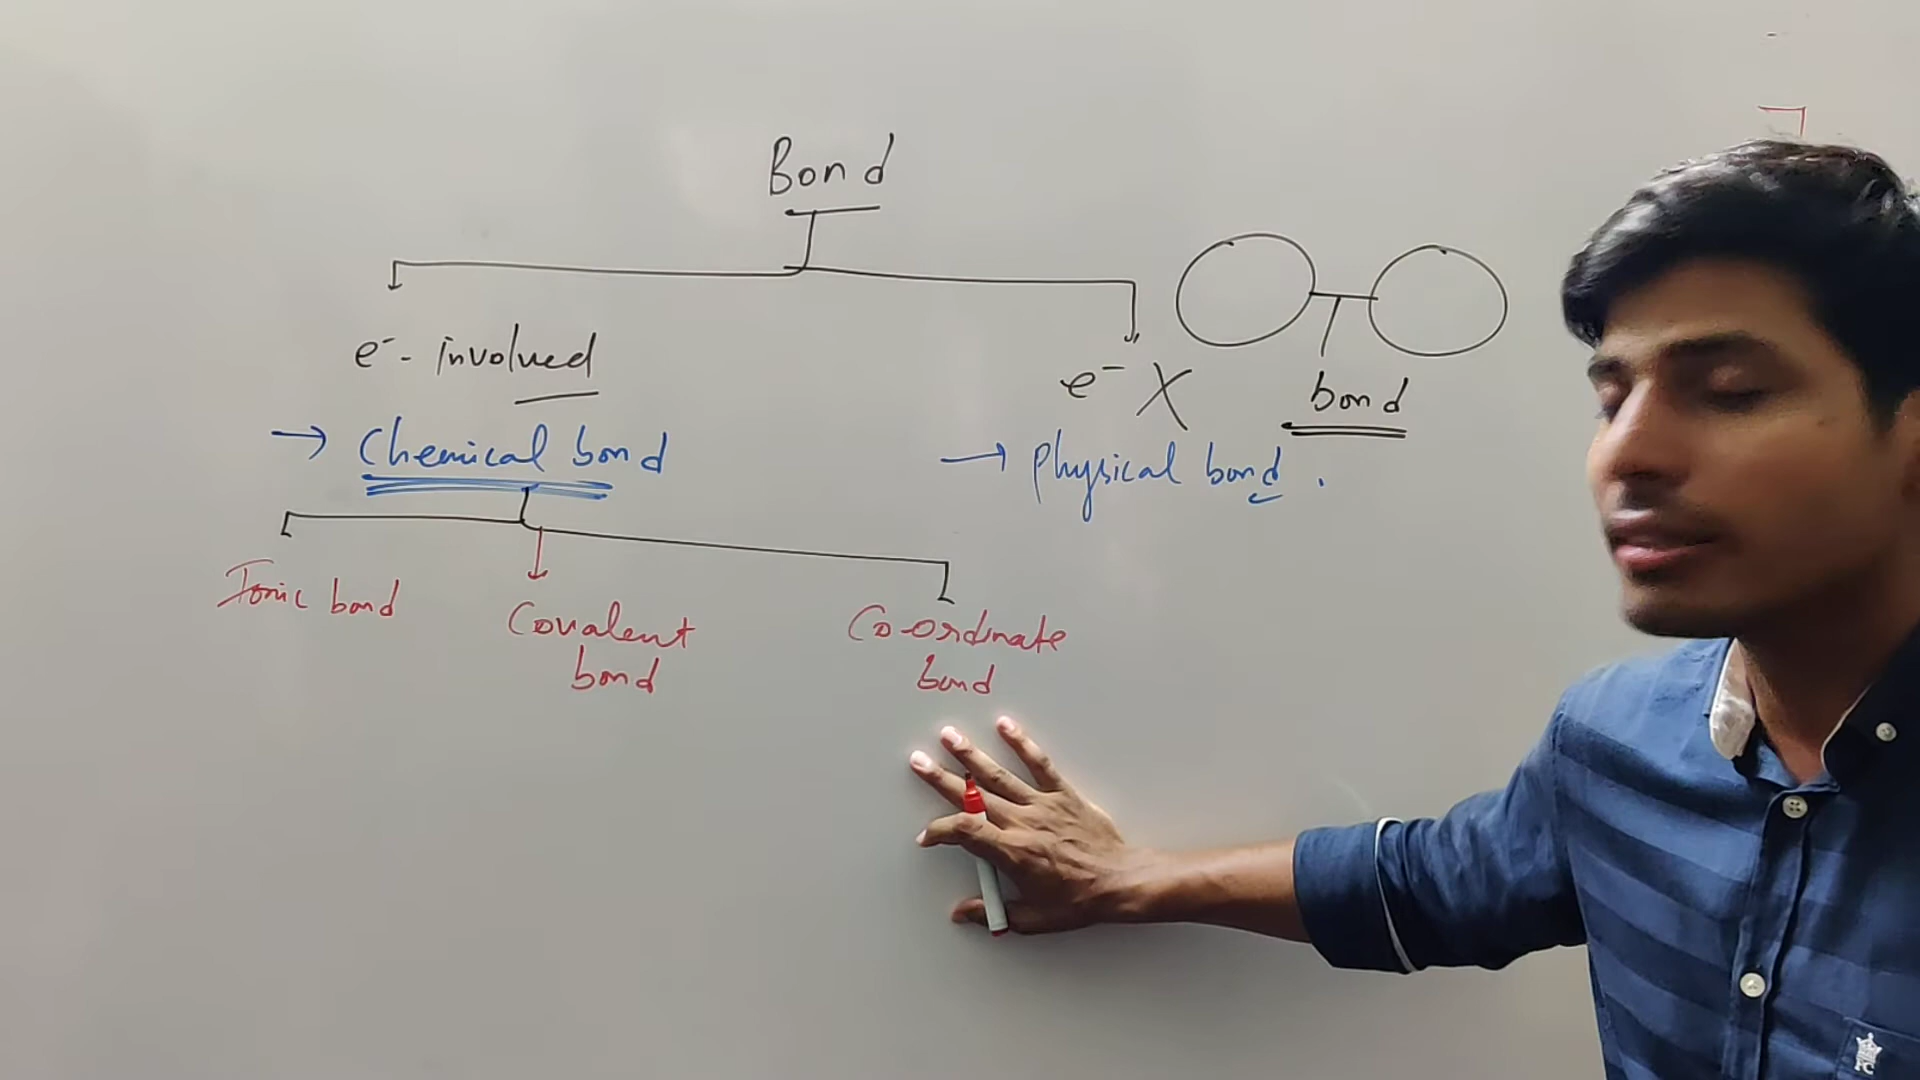 Bond
e⁻ - involved
e⁻ X
bond
→ Chemical bond
→ Physical bond.
Ionic bond
Covalent
bond
Co-ordinate
bond